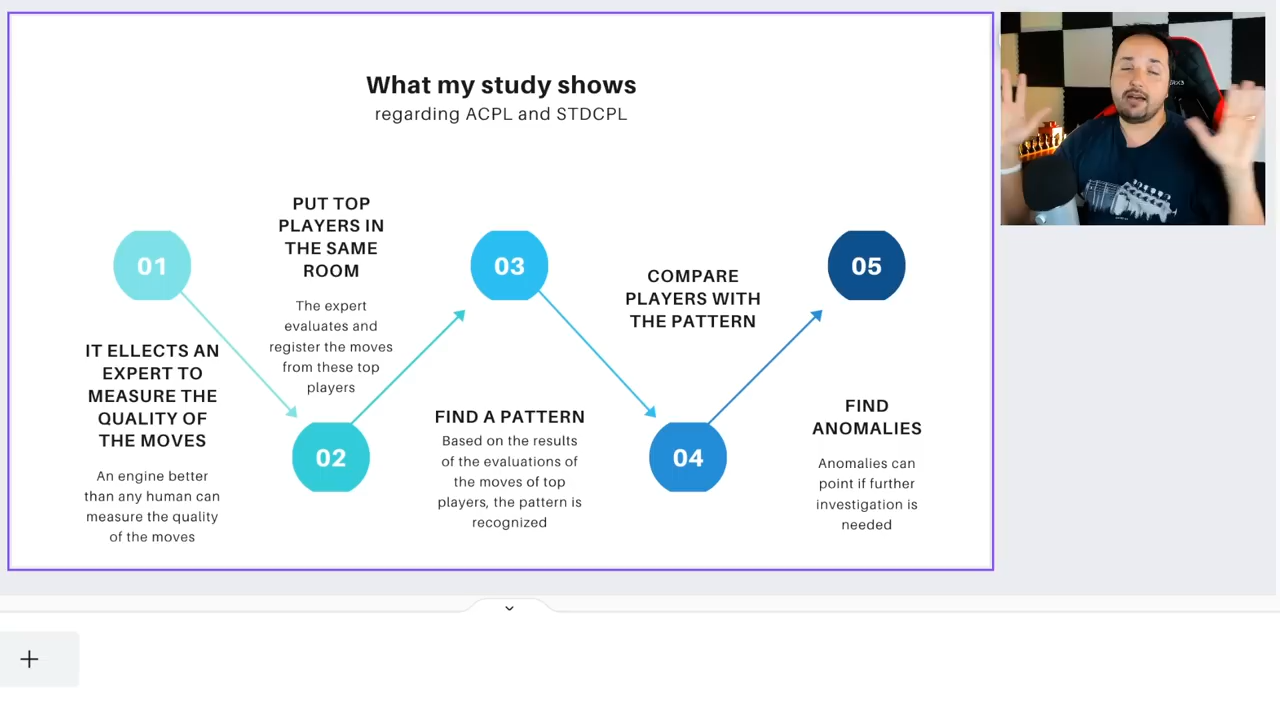 What my study shows
regarding ACPL and STDCPL
01
IT ELLECTS AN
EXPERT TO
MEASURE THE
QUALITY OF
THE MOVES
An engine better
than any human can
measure the quality
of the moves
PUT TOP
PLAYERS IN
THE SAME
ROOM
The expert
evaluates and
register the moves
from these top
players
02
03
FIND A PATTERN
Based on the results
of the evaluations of
the moves of top
players, the pattern is
recognized
COMPARE
PLAYERS WITH
THE PATTERN
04
05
FIND
ANOMALIES
Anomalies can
point if further
investigation is
needed